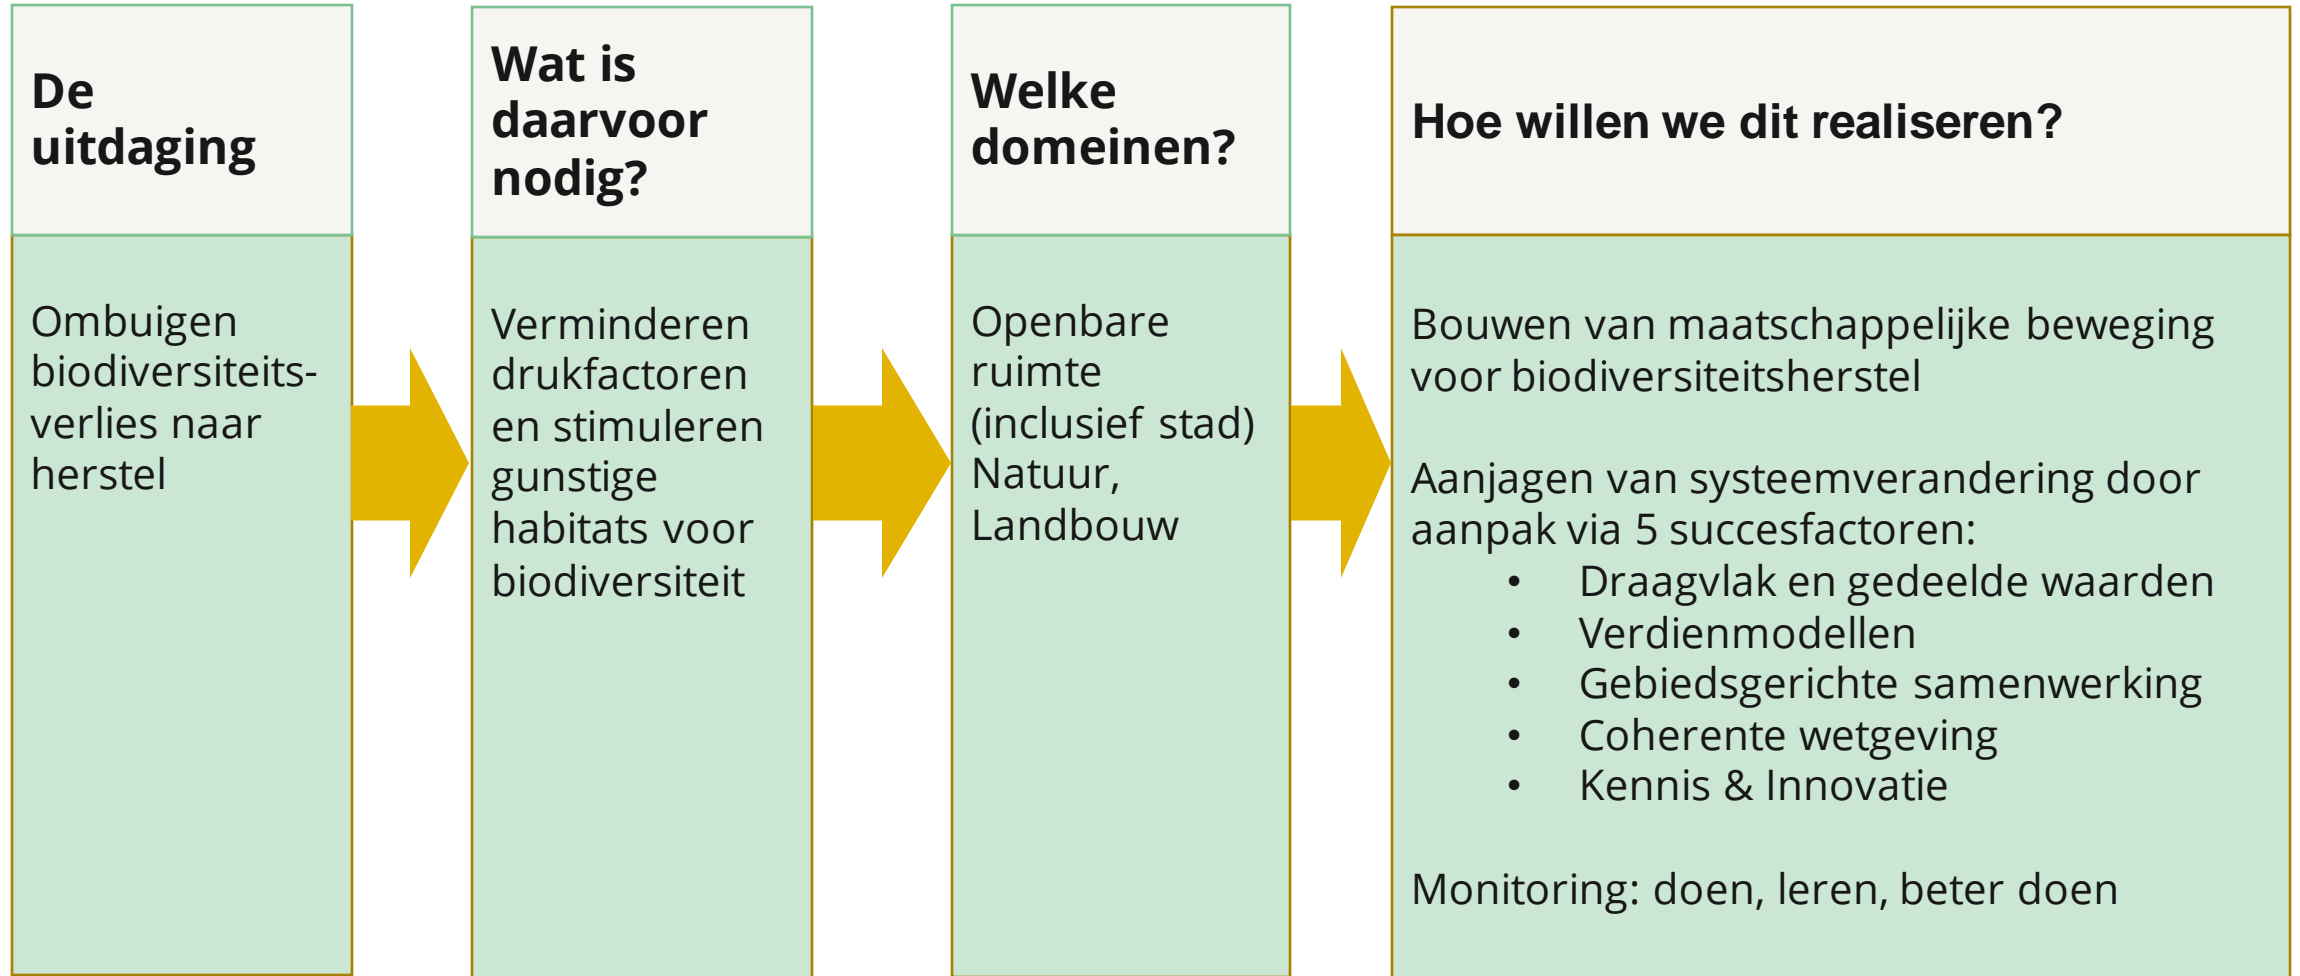 De
uitdaging
Ombuigen
biodiversiteits-
verlies naar
herstel
Wat is
daarvoor
nodig?
Verminderen
drukfactoren
en stimuleren
gunstige
habitats voor
biodiversiteit
Welke
domeinen?
Openbare
ruimte
(inclusief stad)
Natuur,
Landbouw
Hoe willen we dit realiseren?
Bouwen van maatschappelijke beweging
voor biodiversiteitsherstel
Aanjagen van systeemverandering door
aanpak via 5 succesfactoren:
• Draagvlak en gedeelde waarden
• Verdienmodellen
• Gebiedsgerichte samenwerking
• Coherente wetgeving
• Kennis & Innovatie
Monitoring: doen, leren, beter doen